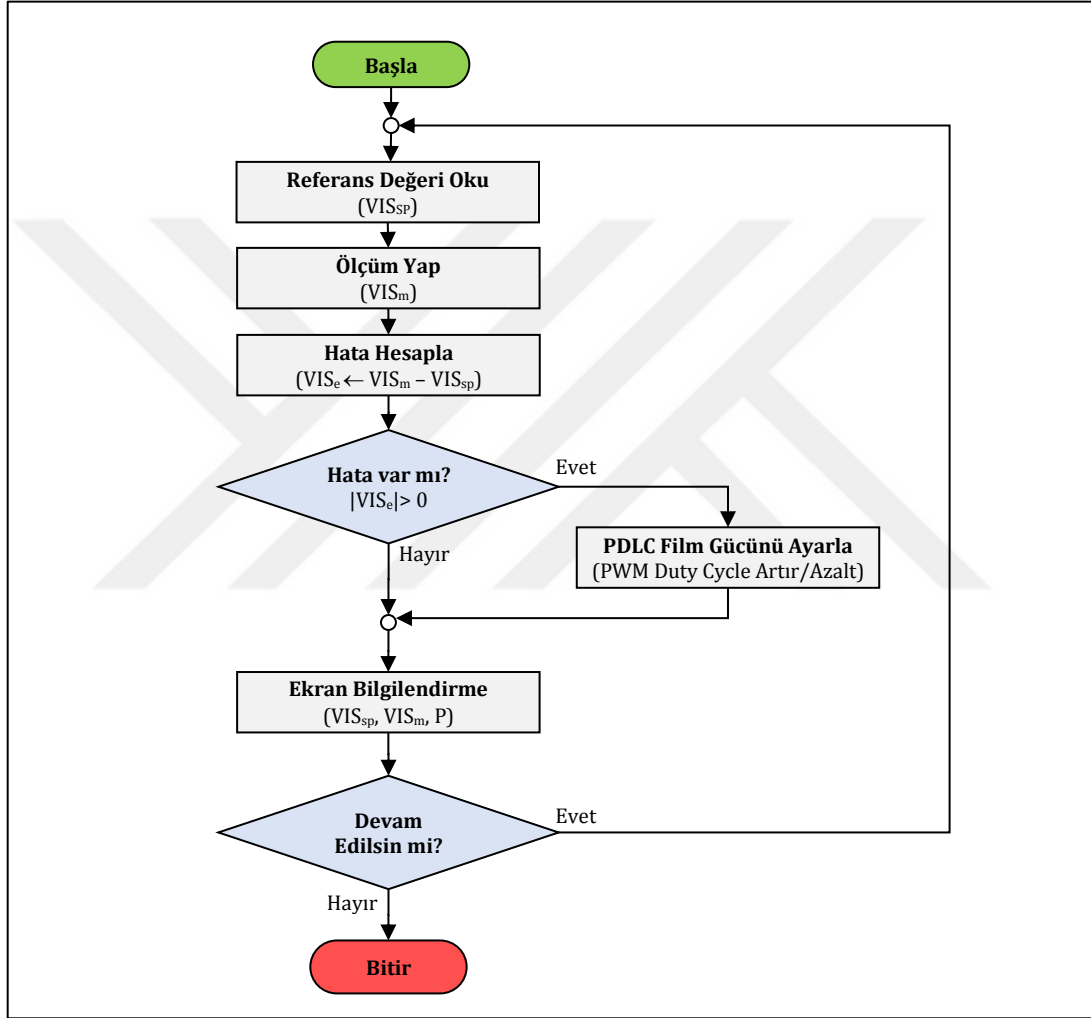 Başla
Referans Değeri Oku
(VISSP)
Ölçüm Yap
(VISm)
Hata Hesapla
(VISe ← VISm – VISsp)
Hata var mı?
|VISe|> 0
Evet
Hayır
PDLC Film Gücünü Ayarla
(PWM Duty Cycle Artır/Azalt)
Ekran Bilgilendirme
(VISsp, VISm, P)
Devam
Edilsin mi?
Evet
Hayır
Bitir